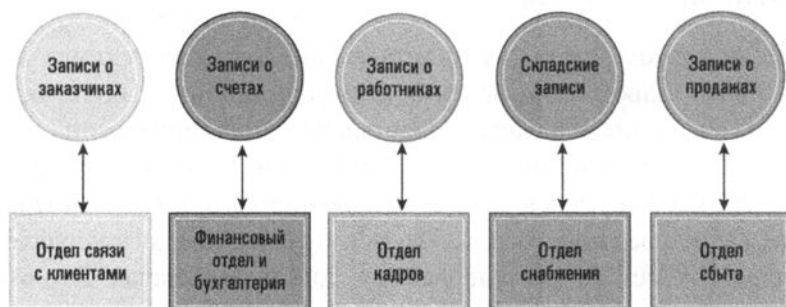 Записи о
заказчиках
Записи о
счетах
Записи о
работниках
Складские
записи
Записи о
продажах
Отдел связи
с клиентами
Финансовый
отдел и
бухгалтерия
Отдел
кадров
Отдел
снабжения
Отдел
сбыта